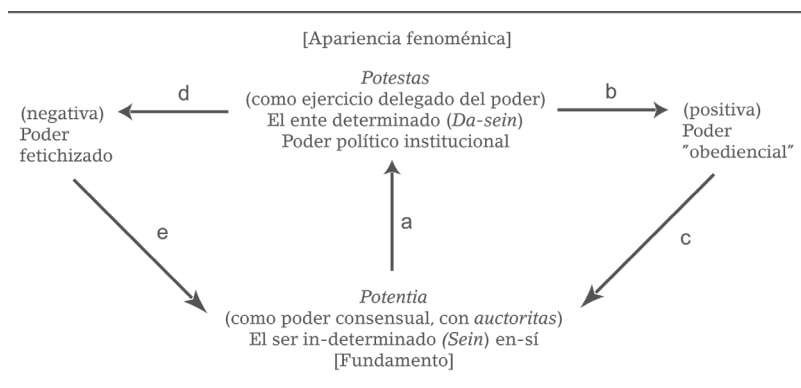 [Apariencia fenoménica]
Potestas
(como ejercicio delegado del poder)
El ente determinado (Da-sein)
Poder político institucional
d
b
(negativa)
Poder
fetichizado
(positiva)
Poder
"obediencial"
a
e
c
Potentia
(como poder consensual, con auctoritas)
El ser in-determinado (Sein) en-sí
[Fundamento]